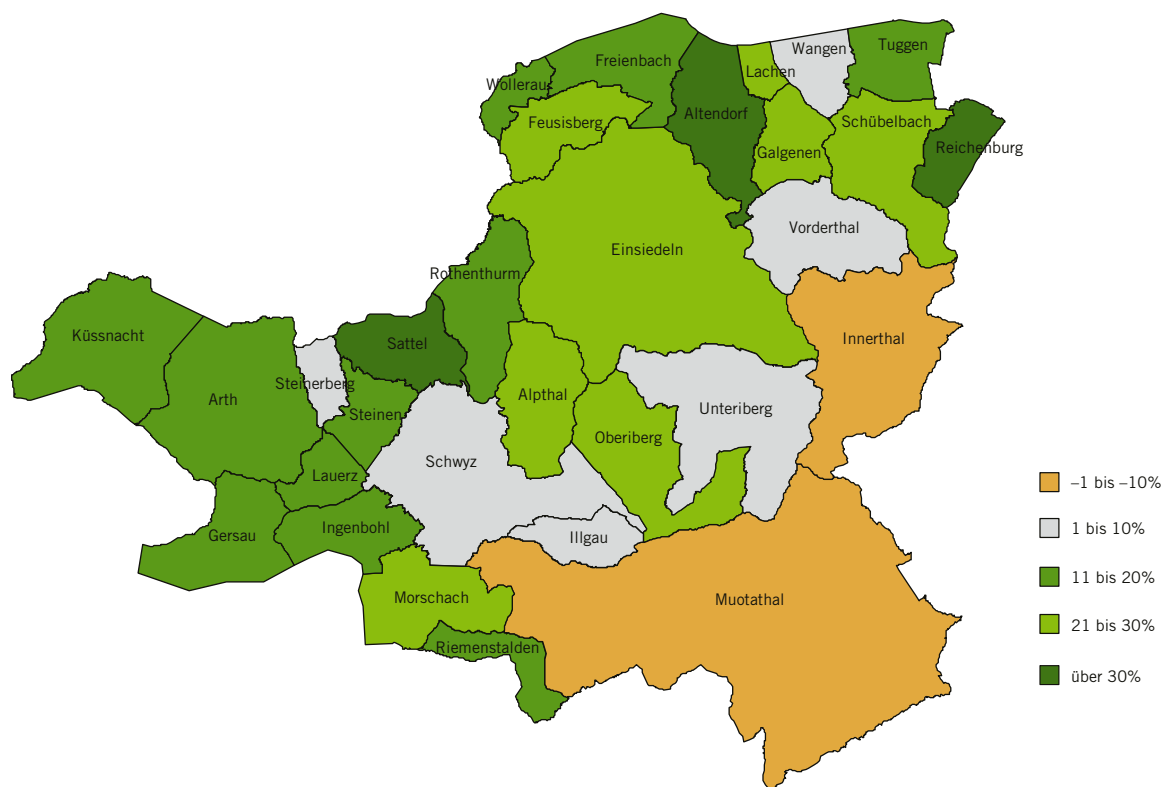 Wangen
Tuggen
Freienbach
Lachen
Wollerau
Altendorf
Feusisberg
Schübelbach
Galgenen
Reichenburg
Vorderthal
Einsiedeln
Rothenthurm
Küssnacht
Sattel
Innerthal
Steinerberg
Arth
Alpthal
Steinen
Unteriberg
Oberiberg
Schwyz
Lauerz
Ingenbohl
Gersau
Illgau
Morschach
Muotathal
Riemenstalden
–1 bis –10%
1 bis 10%
11 bis 20%
21 bis 30%
über 30%